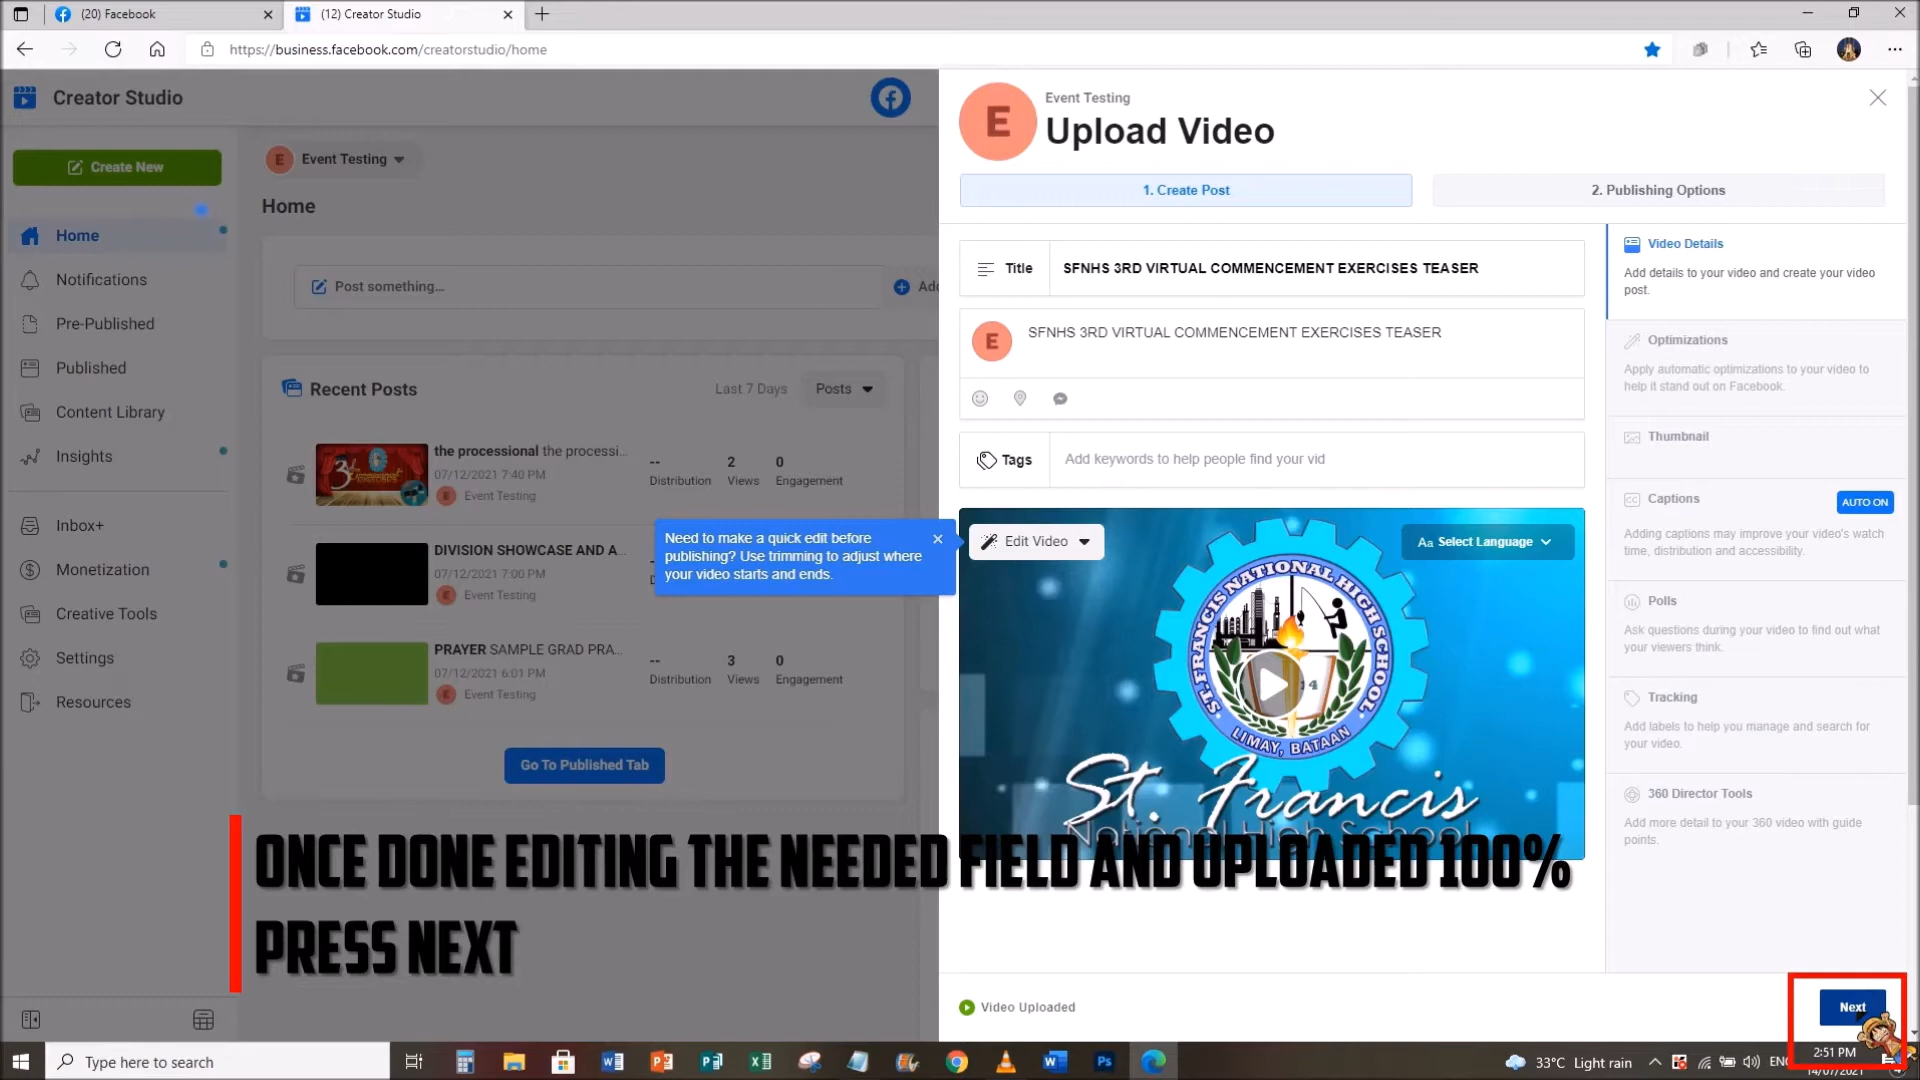 (20) Facebook
(12) Creator Studio
https://business.facebook.com/creatorstudio/home
Creator Studio
Create New
Home
Notifications
Pre-Published
Published
Content Library
Insights
Inbox+
Monetization
Creative Tools
Settings
Resources
E Event Testing
Home
Post something...
Recent Posts
Last 7 Days
Posts
the processional the processi...
07/12/2021 7:40 PM
E Event Testing
-- 2 0
Distribution Views Engagement
DIVISION SHOWCASE AND A...
07/12/2021 7:00 PM
E Event Testing
PRAYER SAMPLE GRAD PRA...
07/12/2021 6:01 PM
E Event Testing
-- 3 0
Distribution Views Engagement
Go To Published Tab
Need to make a quick edit before
publishing? Use trimming to adjust where
your video starts and ends.
E
Event Testing
Upload Video
1. Create Post
2. Publishing Options
Title
SFNHS 3RD VIRTUAL COMMENCEMENT EXERCISES TEASER
E
SFNHS 3RD VIRTUAL COMMENCEMENT EXERCISES TEASER
Tags
Add keywords to help people find your vid
Edit Video
Aa Select Language
ST. FRANCIS NATIONAL HIGH SCHOOL
LIMAY, BATAAN
St. Francis
National High School
Video Details
Add details to your video and create your video
post.
Optimizations
Apply automatic optimizations to your video to
help it stand out on Facebook.
Thumbnail
Captions
AUTO ON
Adding captions may improve your video's watch
time, distribution and accessibility.
Polls
Ask questions during your video to find out what
your viewers think.
Tracking
Add labels to help you manage and search for
your video.
360 Director Tools
Add more detail to your 360 video with guide
points.
ONCE DONE EDITING THE NEEDED FIELD AND UPLOADED 100%
PRESS NEXT
Video Uploaded
Next
Type here to search
33°C Light rain
2:51 PM
14/07/2021